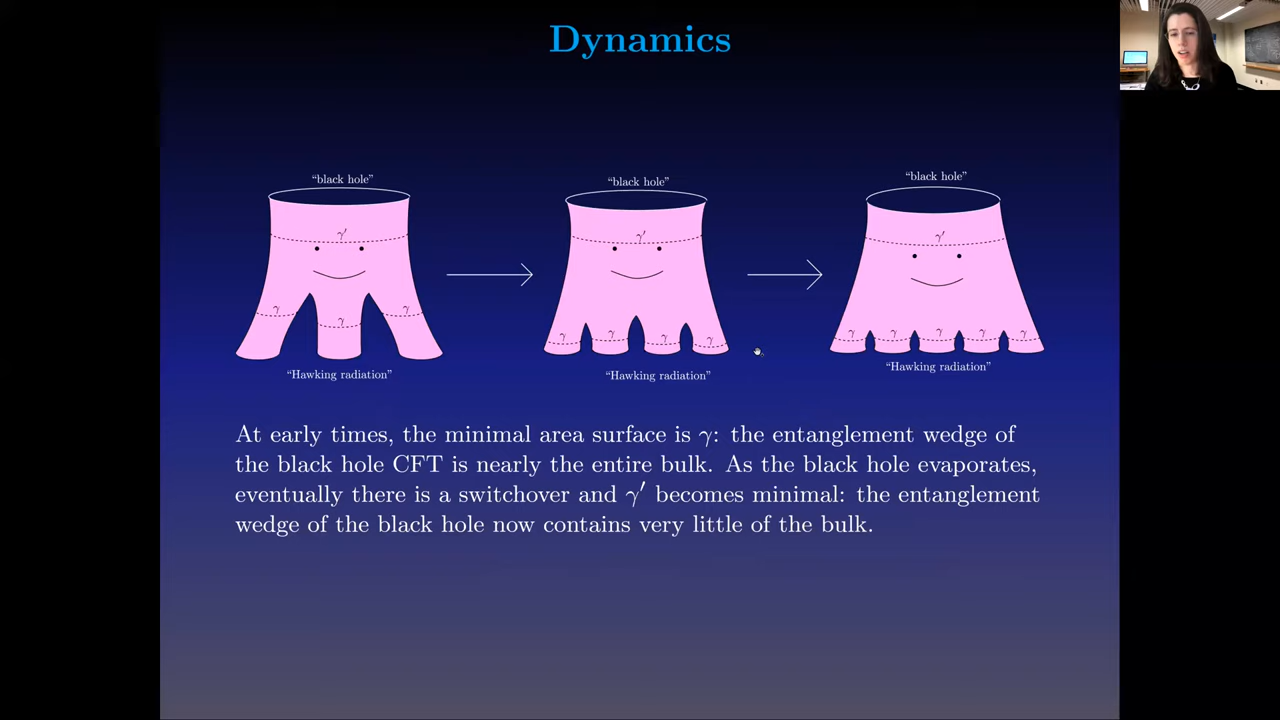 Dynamics
“black hole”
“black hole”
“black hole”
γ′
γ′
γ′
γ
γ
γ
γ
γ
γ
γ
γ
γ
γ
γ
γ
“Hawking radiation”
“Hawking radiation”
“Hawking radiation”
At early times, the minimal area surface is γ: the entanglement wedge of
the black hole CFT is nearly the entire bulk. As the black hole evaporates,
eventually there is a switchover and γ′ becomes minimal: the entanglement
wedge of the black hole now contains very little of the bulk.